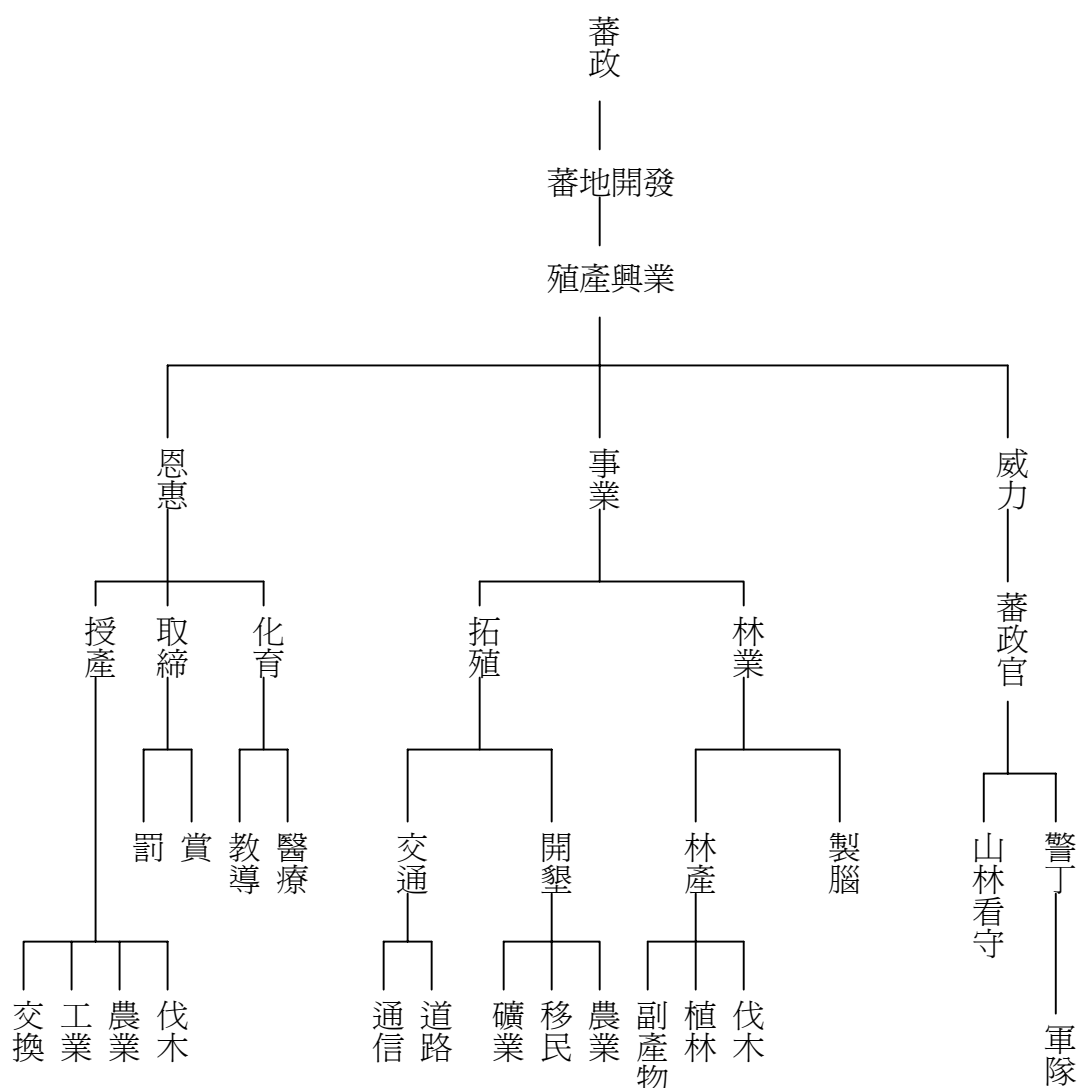 蕃政
蕃地開發
殖產興業
恩惠
事業
威力
授產
取締
化育
拓殖
林業
蕃政官
罰
賞
教導
醫療
交通
開墾
林產
製腦
山林看守
警丁
交換
工業
農業
伐木
通信
道路
礦業
移民
農業
副產物
植林
伐木
軍隊